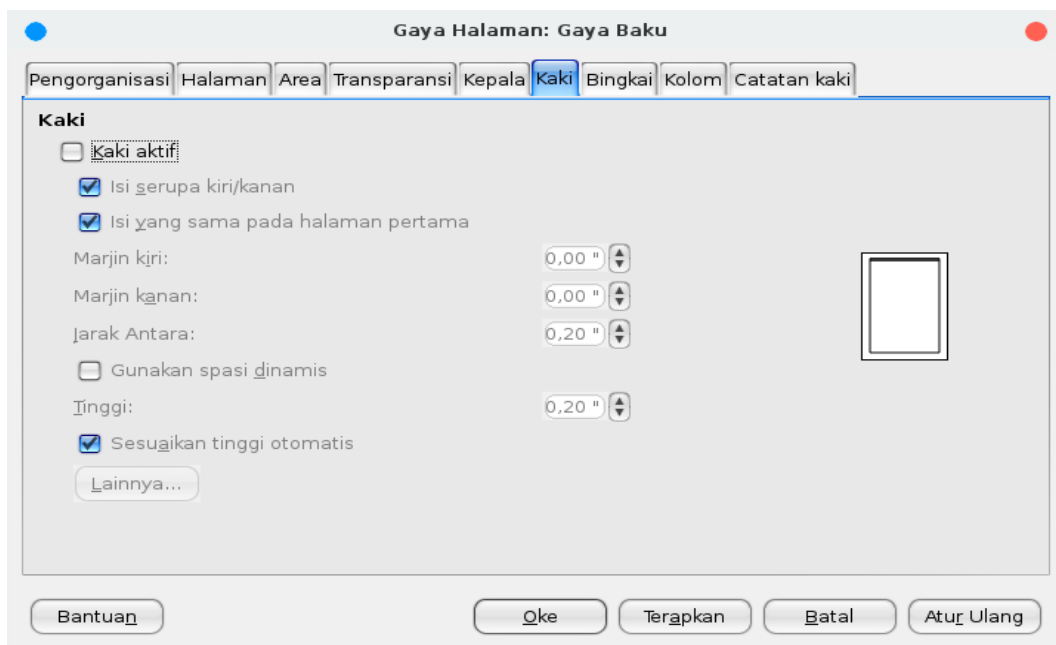 Gaya Halaman: Gaya Baku
Pengorganisasi Halaman Area Transparansi Kepala Kaki Bingkai Kolom Catatan kaki
Kaki
Kaki aktif
Isi serupa kiri/kanan
Isi yang sama pada halaman pertama
Marjin kiri: 0,00 "
Marjin kanan: 0,00 "
Jarak Antara: 0,20 "
Gunakan spasi dinamis
Tinggi: 0,20 "
Sesuaikan tinggi otomatis
Lainnya...
Bantuan Oke Terapkan Batal Atur Ulang